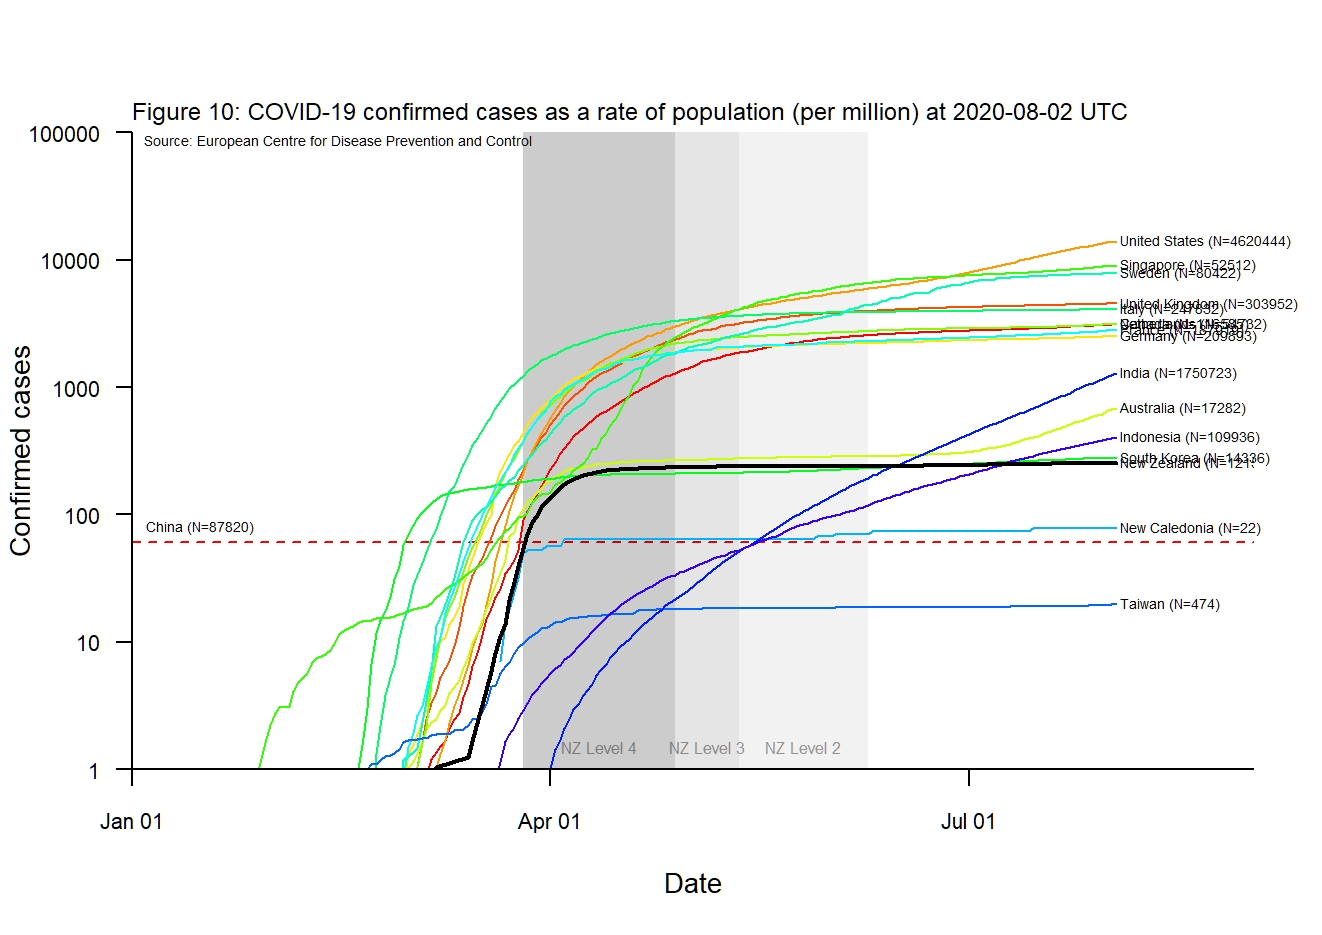 Figure 10: COVID-19 confirmed cases as a rate of population (per million) at 2020-08-02 UTC
Source: European Centre for Disease Prevention and Control
Confirmed cases
100000
10000
1000
100
10
1
China (N=87820)
United States (N=4620444)
Singapore (N=52512)
Sweden (N=80422)
United Kingdom (N=303952)
Italy (N=247832)
Germany (N=209893)
India (N=1750723)
Australia (N=17282)
Indonesia (N=109936)
South Korea (N=14336)
New Zealand
New Caledonia (N=22)
Taiwan (N=474)
NZ Level 4
NZ Level 3
NZ Level 2
Jan 01
Apr 01
Jul 01
Date